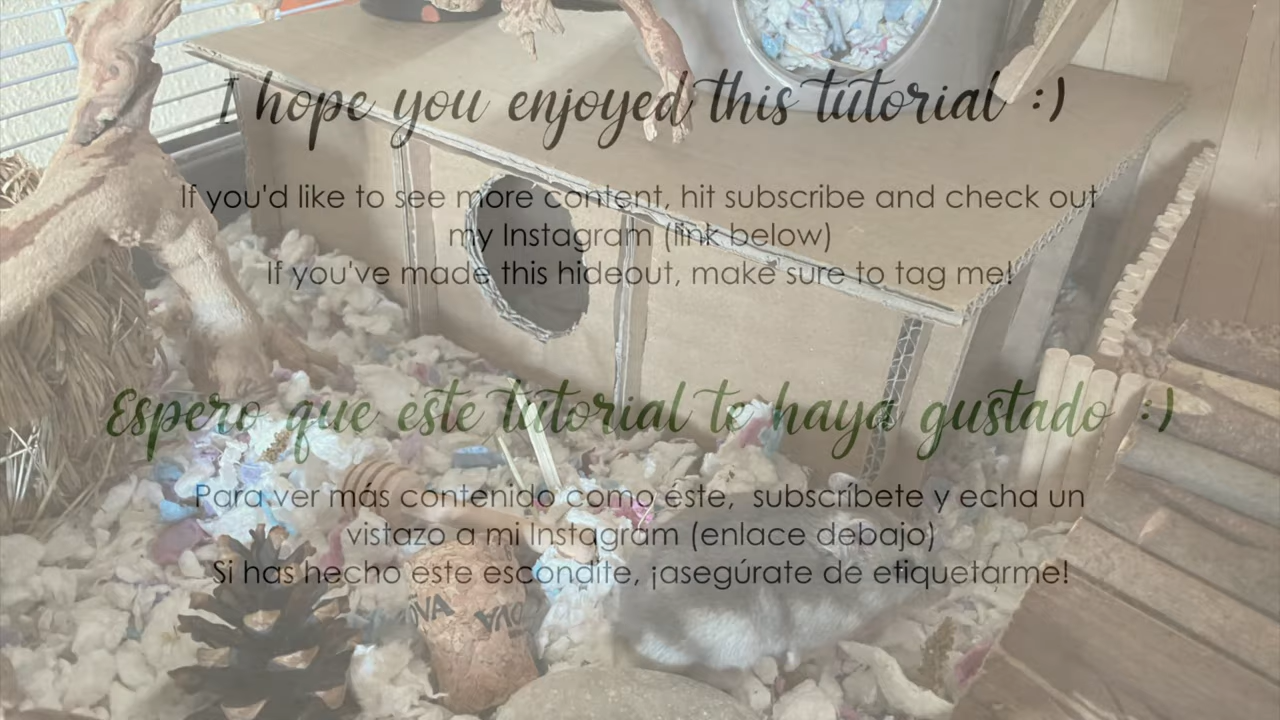 I hope you enjoyed this tutorial :)
If you'd like to see more content, hit subscribe and check out
my Instagram (link below)
If you've made this hideout, make sure to tag me!
Espero que este tutorial te haya gustado :)
Para ver más contenido como éste, subscríbete y echa un
vistazo a mi Instagram (enlace debajo)
Si has hecho este escondite, ¡asegúrate de etiquetarme!